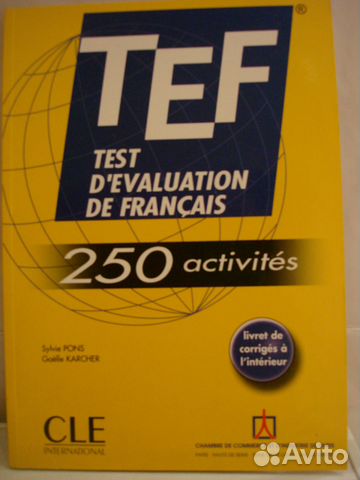 TEF®
TEST
D'EVALUATION
DE FRANÇAIS
250 activités
Sylvie PONS
Gaëlle KARCHER
livret de
corrigés à
l'intérieur
CLE
INTERNATIONAL
CHAMBRE DE COMMERCE
Avito